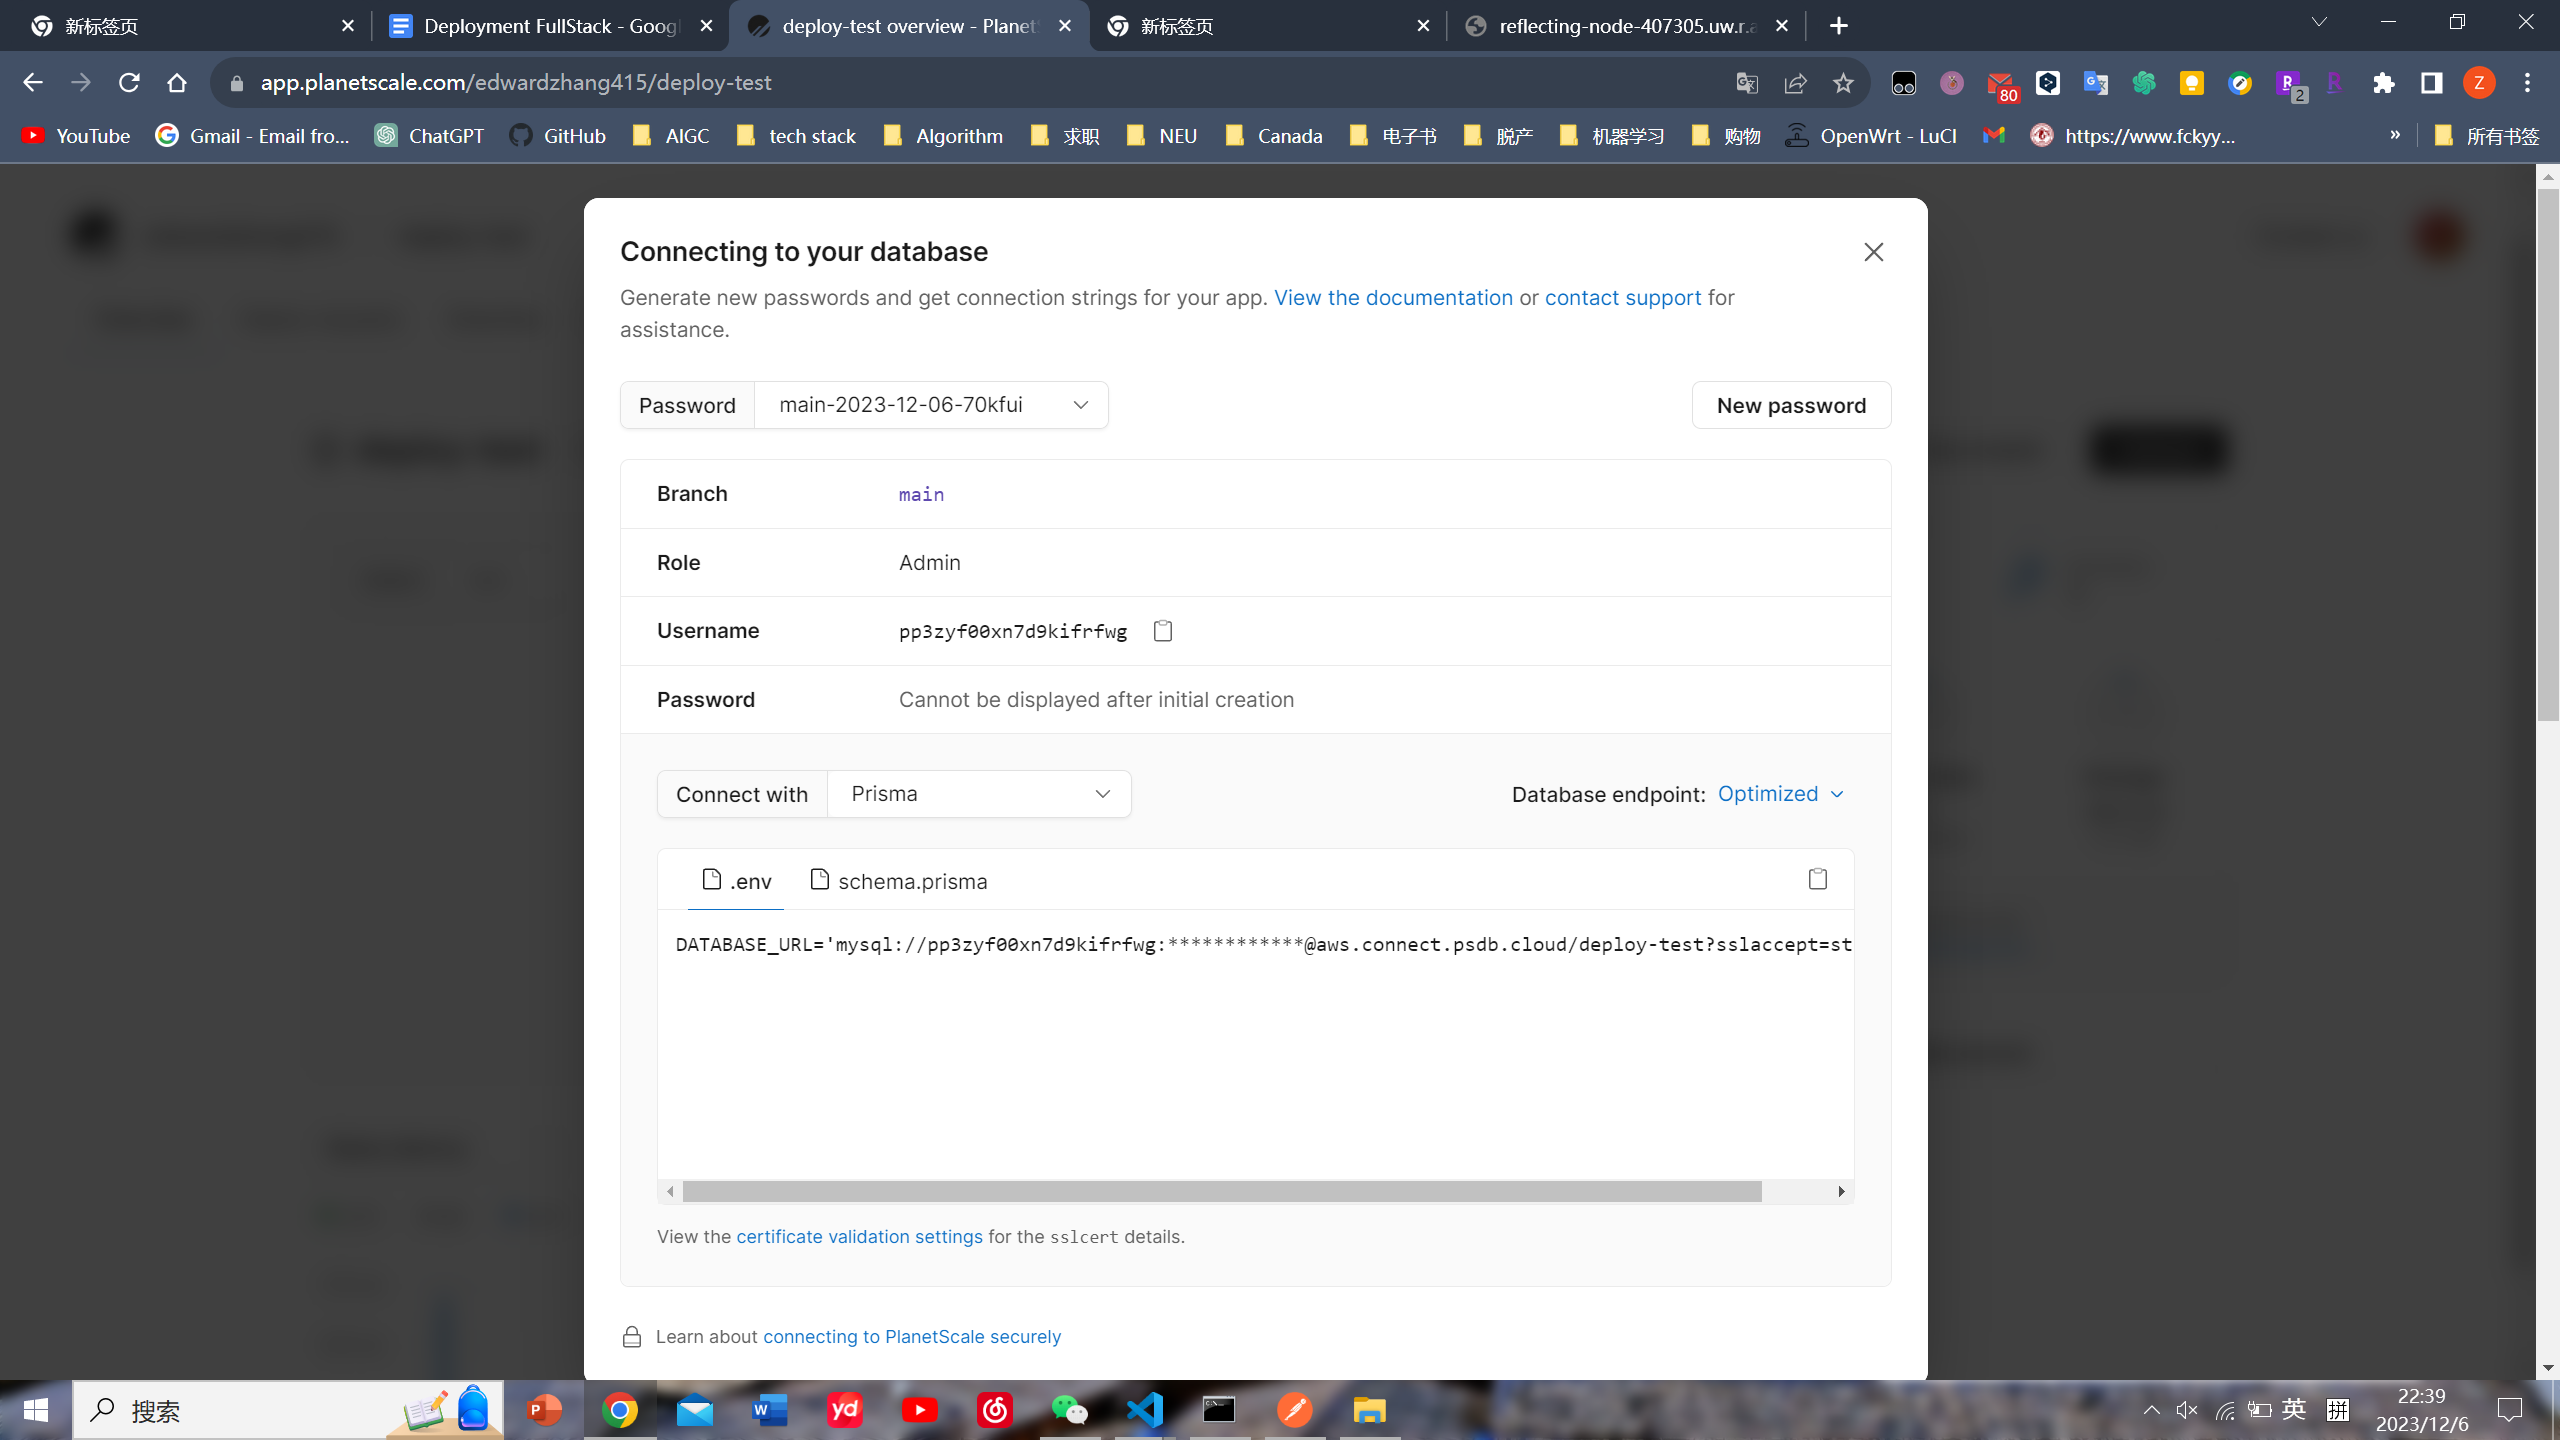 新标签页
Deployment FullStack - Goog
deploy-test overview - Planet
新标签页
reflecting-node-407305.uw.r.a
app.planetscale.com/edwardzhang415/deploy-test
80
2
Z
YouTube
Gmail - Email fro...
ChatGPT
GitHub
AIGC
tech stack
Algorithm
求职
NEU
Canada
电子书
脱产
机器学习
购物
OpenWrt - LuCI
https://www.fckyy...
»
所有书签
Connecting to your database
Generate new passwords and get connection strings for your app. View the documentation or contact support for
assistance.
Password
main-2023-12-06-70kfui
New password
Branch
main
Role
Admin
Username
pp3zyf00xn7d9kifrfwg
Password
Cannot be displayed after initial creation
Connect with
Prisma
Database endpoint: Optimized
.env
schema.prisma
DATABASE_URL='mysql://pp3zyf00xn7d9kifrfwg:************@aws.connect.psdb.cloud/deploy-test?sslaccept=st
View the certificate validation settings for the sslcert details.
Learn about connecting to PlanetScale securely
搜索
英
拼
22:39
2023/12/6